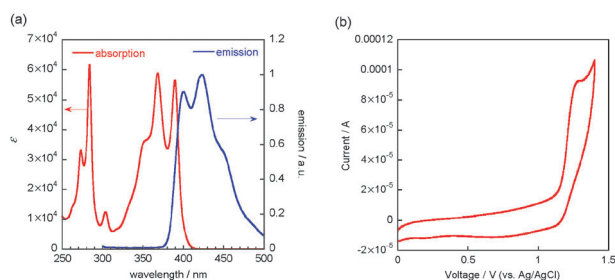 (a)
absorption
emission
7×10⁴
6×10⁴
5×10⁴
4×10⁴
3×10⁴
2×10⁴
1×10⁴
0
ε
1.2
1
0.8
0.6
0.4
0.2
0
emission / a.u.
250 300 350 400 450 500
wavelength / nm
(b)
0.00012
0.0001
8×10⁻⁵
6×10⁻⁵
4×10⁻⁵
2×10⁻⁵
0
-2×10⁻⁵
Current / A
0 0.5 1 1.5
Voltage / V (vs. Ag/AgCl)